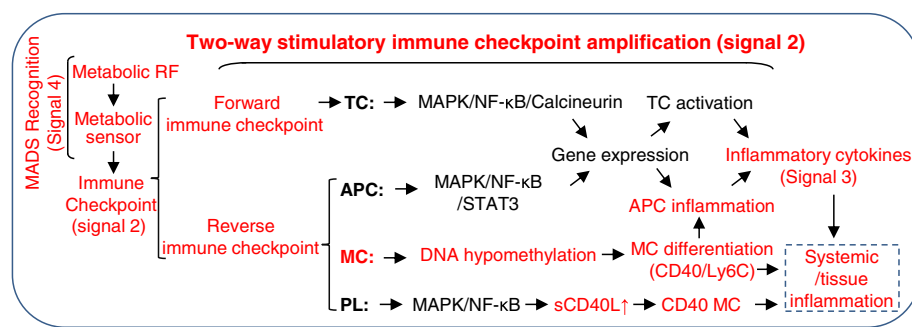 Two-way stimulatory immune checkpoint amplification (signal 2)
MADS Recognition
(Signal 4)
Metabolic RF
Metabolic
sensor
Immune
Checkpoint
(signal 2)
Forward
immune checkpoint
TC:
MAPK/NF-κB/Calcineurin
TC activation
Gene expression
Inflammatory cytokines
(Signal 3)
Reverse
immune checkpoint
APC:
MAPK/NF-κB
/STAT3
APC inflammation
MC:
DNA hypomethylation
MC differentiation
(CD40/Ly6C)
Systemic
/tissue
inflammation
PL:
MAPK/NF-κB
sCD40L↑
CD40 MC